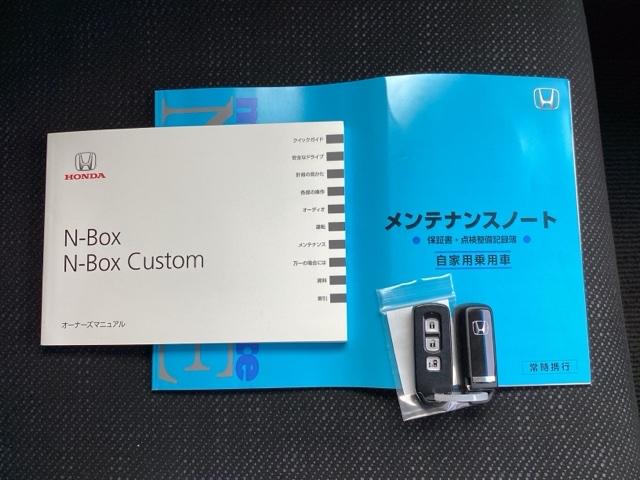 HONDA
N-Box
N-Box Custom
オーナーズマニュアル
クイックガイド
安全なドライブ
計器の見かた
各部の操作
オーディオ
運転
メンテナンス
万一の場合には
資料
索引
メンテナンスノート
保証書・点検整備記録簿
自家用乗用車
常時携行